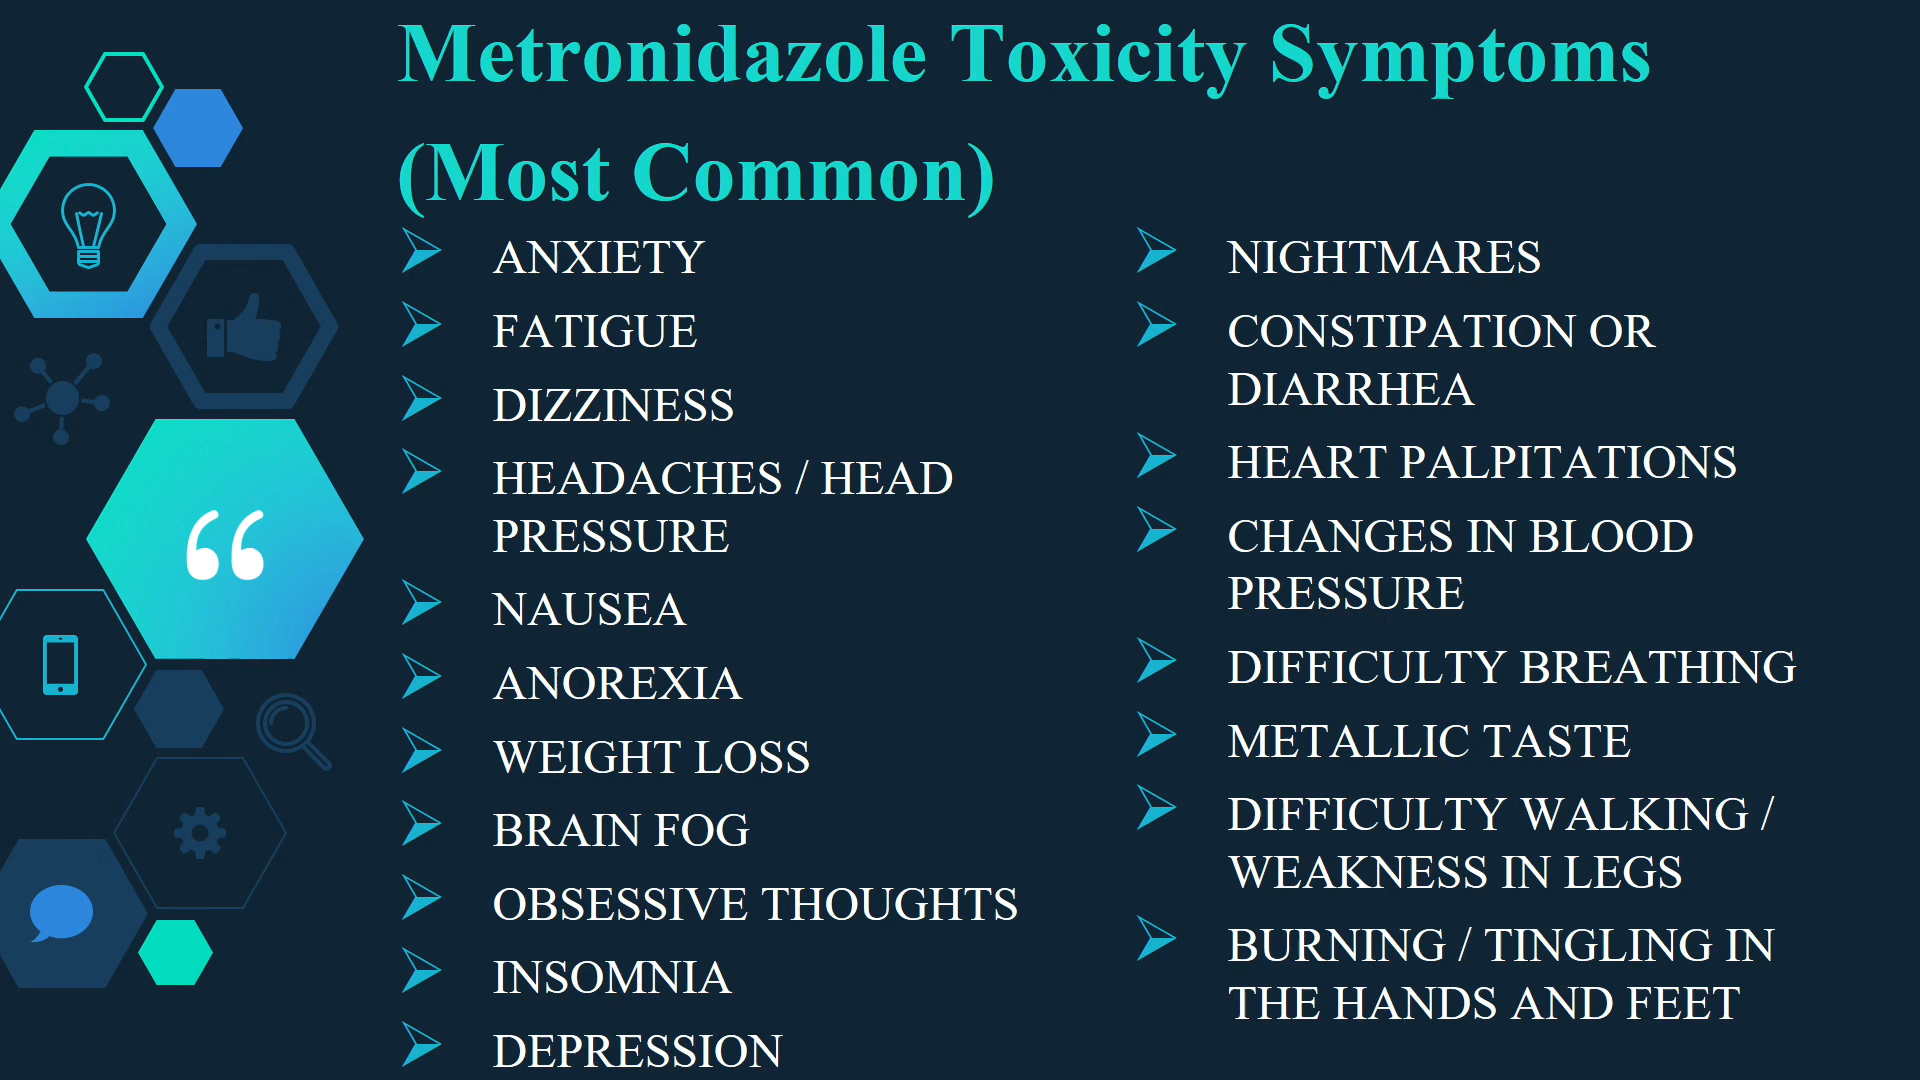 Metronidazole Toxicity Symptoms
(Most Common)
ANXIETY
FATIGUE
DIZZINESS
HEADACHES / HEAD
PRESSURE
NAUSEA
ANOREXIA
WEIGHT LOSS
BRAIN FOG
OBSESSIVE THOUGHTS
INSOMNIA
DEPRESSION
NIGHTMARES
CONSTIPATION OR
DIARRHEA
HEART PALPITATIONS
CHANGES IN BLOOD
PRESSURE
DIFFICULTY BREATHING
METALLIC TASTE
DIFFICULTY WALKING /
WEAKNESS IN LEGS
BURNING / TINGLING IN
THE HANDS AND FEET